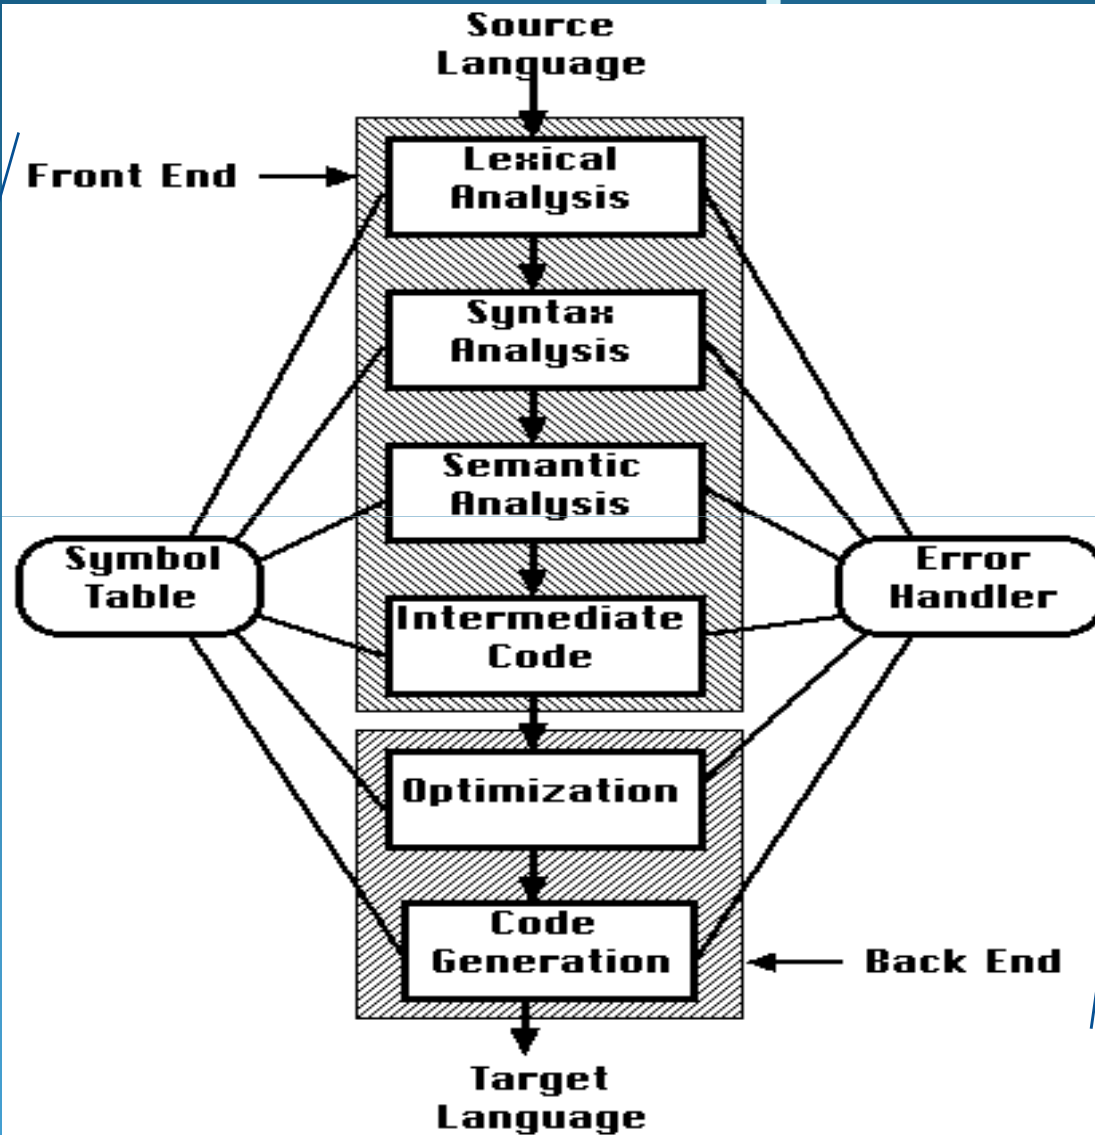 Source
Language
Front End
Lexical
Analysis
Syntax
Analysis
Semantic
Analysis
Symbol
Table
Error
Handler
Intermediate
Code
Optimization
Code
Generation
Back End
Target
Language